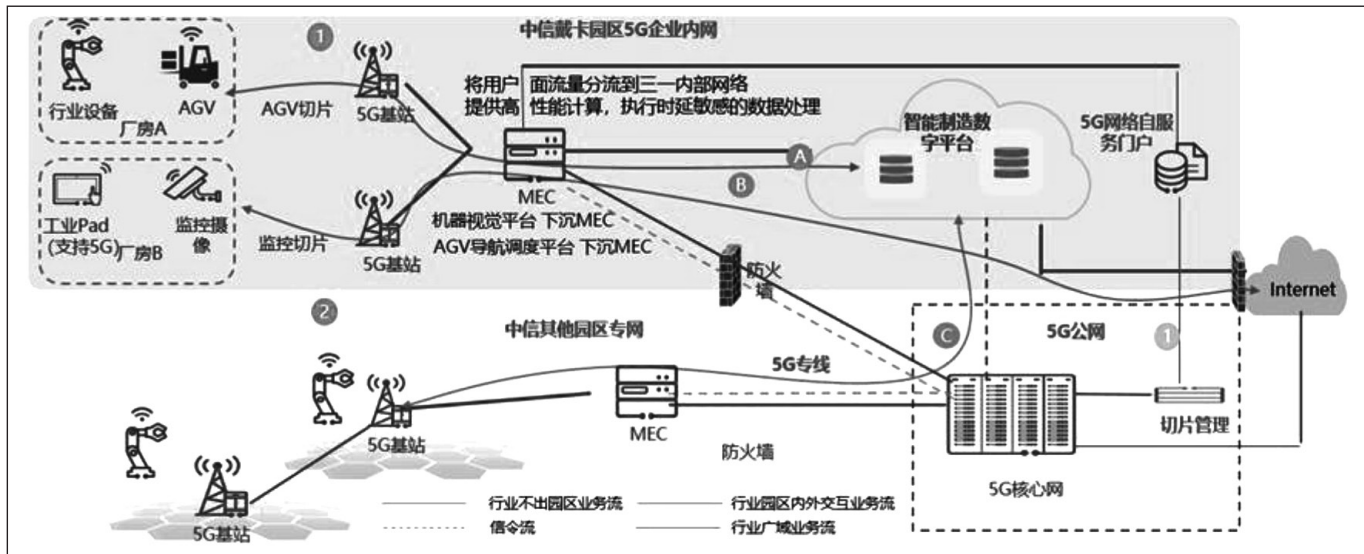 中信戴卡园区5G企业内网
1
行业设备
AGV
厂房A
AGV切片
5G基站
将用户 面流量分流到三一内部网络
提供高 性能计算，执行时延敏感的数据处理
智能制造数
字平台
5G网络自服
务门户
A
B
MEC
工业Pad
(支持5G)
监控摄
像
厂房B
监控切片
5G基站
机器视觉平台 下沉MEC
AGV导航调度平台 下沉MEC
防火
墙
Internet
2
中信其他园区专网
C
5G公网
1
5G专线
5G基站
MEC
切片管理
防火墙
5G核心网
5G基站
行业不出园区业务流
行业园区内外交互业务流
信令流
行业广域业务流